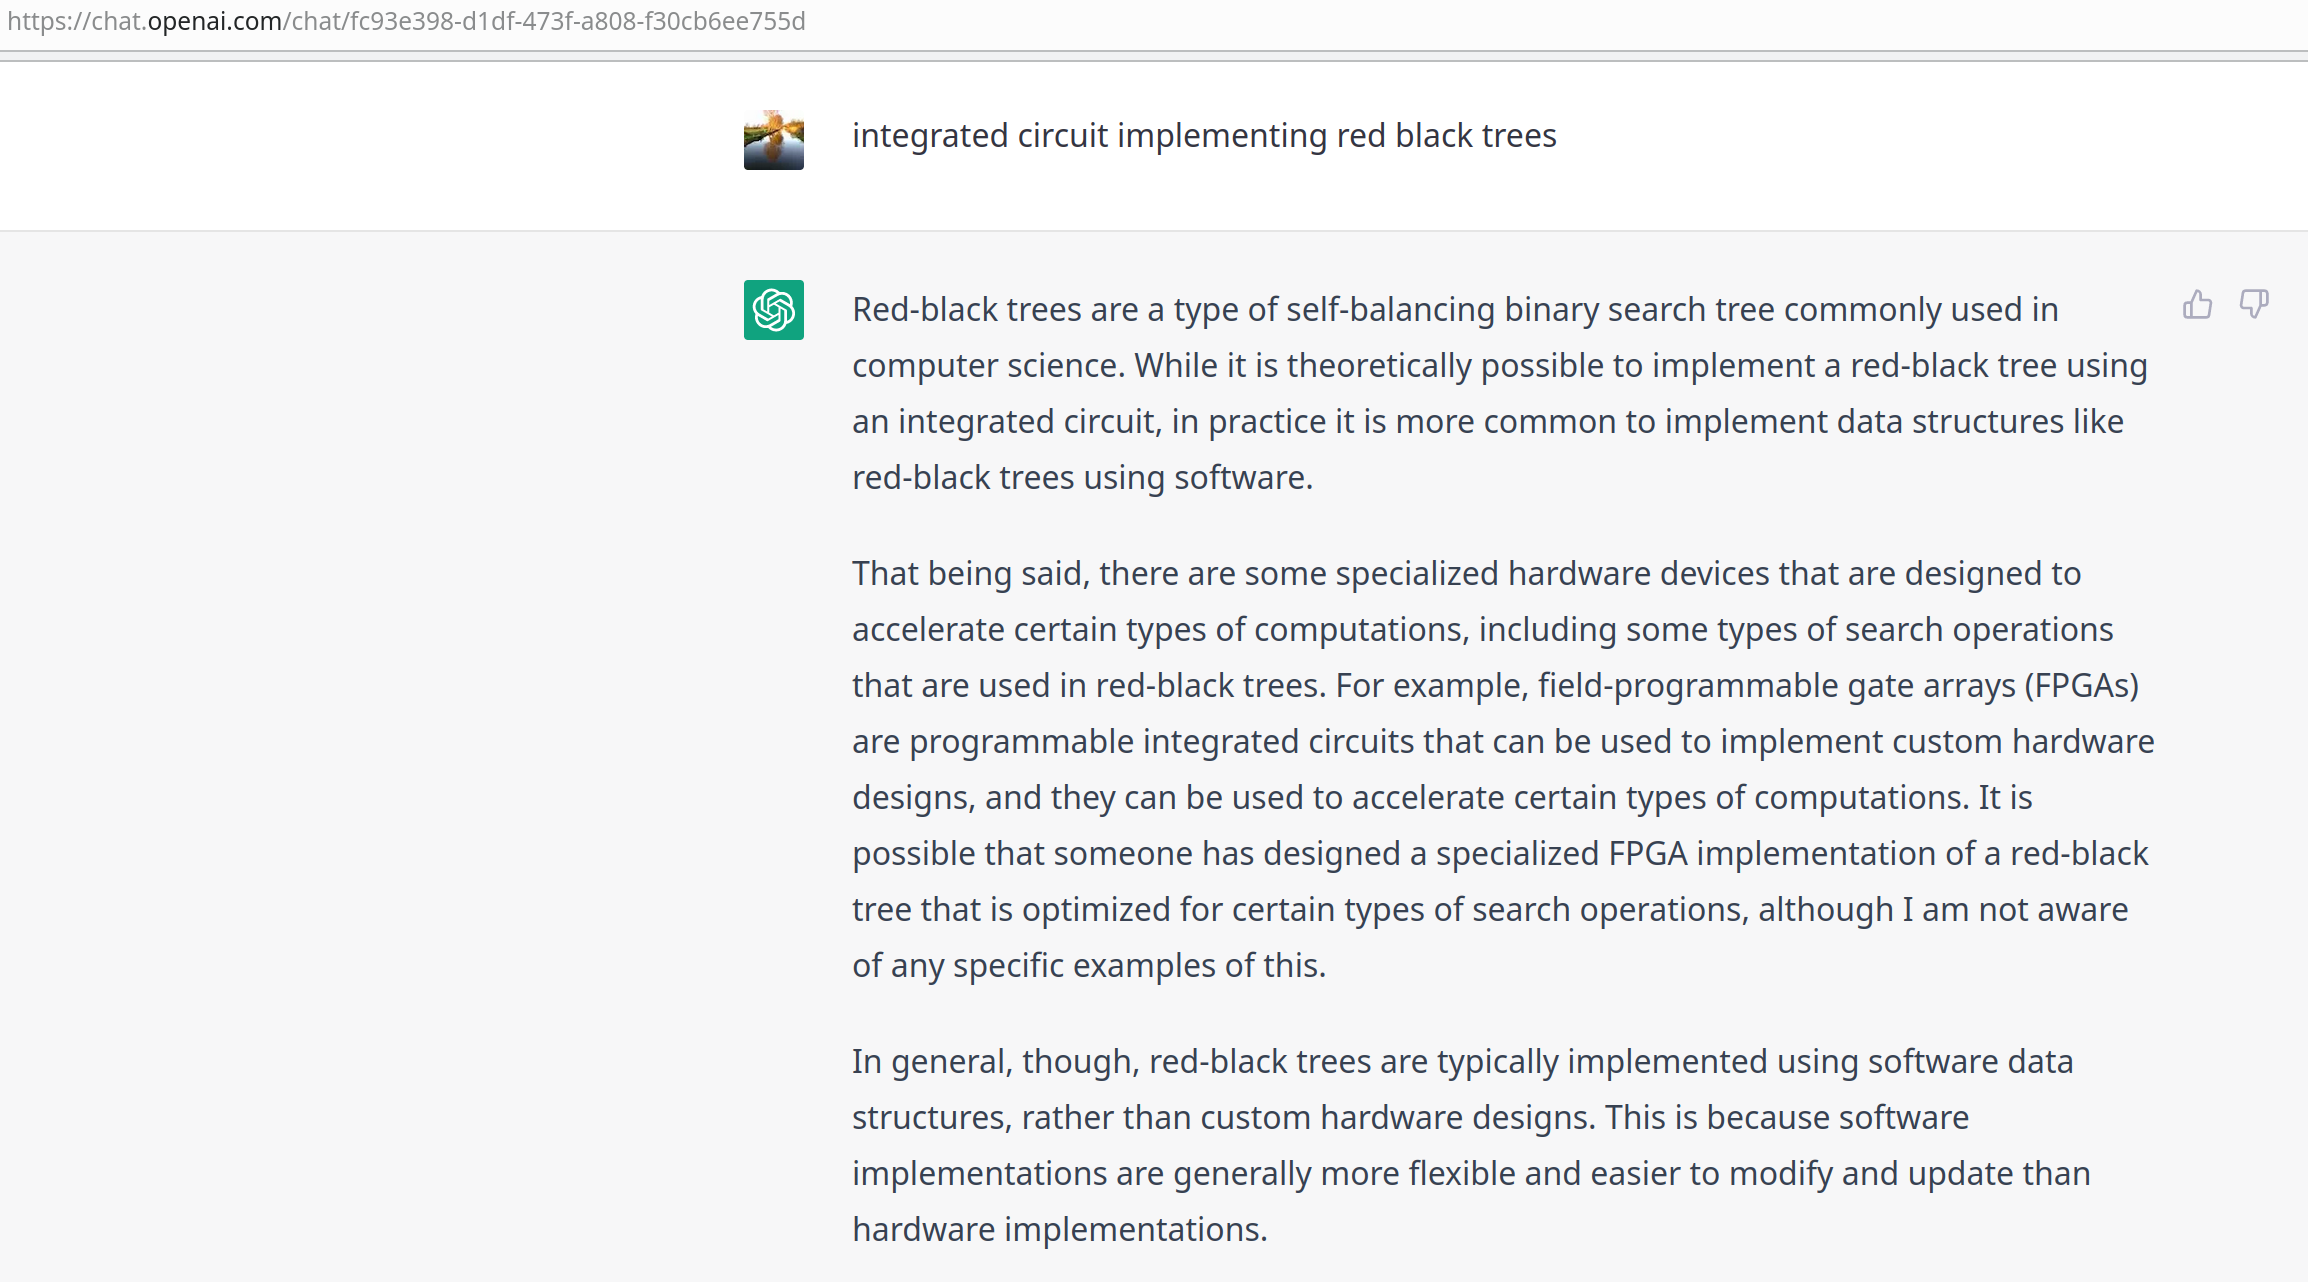 https://chat.openai.com/chat/fc93e398-d1df-473f-a808-f30cb6ee755d
integrated circuit implementing red black trees
Red-black trees are a type of self-balancing binary search tree commonly used in
computer science. While it is theoretically possible to implement a red-black tree using
an integrated circuit, in practice it is more common to implement data structures like
red-black trees using software.
That being said, there are some specialized hardware devices that are designed to
accelerate certain types of computations, including some types of search operations
that are used in red-black trees. For example, field-programmable gate arrays (FPGAs)
are programmable integrated circuits that can be used to implement custom hardware
designs, and they can be used to accelerate certain types of computations. It is
possible that someone has designed a specialized FPGA implementation of a red-black
tree that is optimized for certain types of search operations, although I am not aware
of any specific examples of this.
In general, though, red-black trees are typically implemented using software data
structures, rather than custom hardware designs. This is because software
implementations are generally more flexible and easier to modify and update than
hardware implementations.